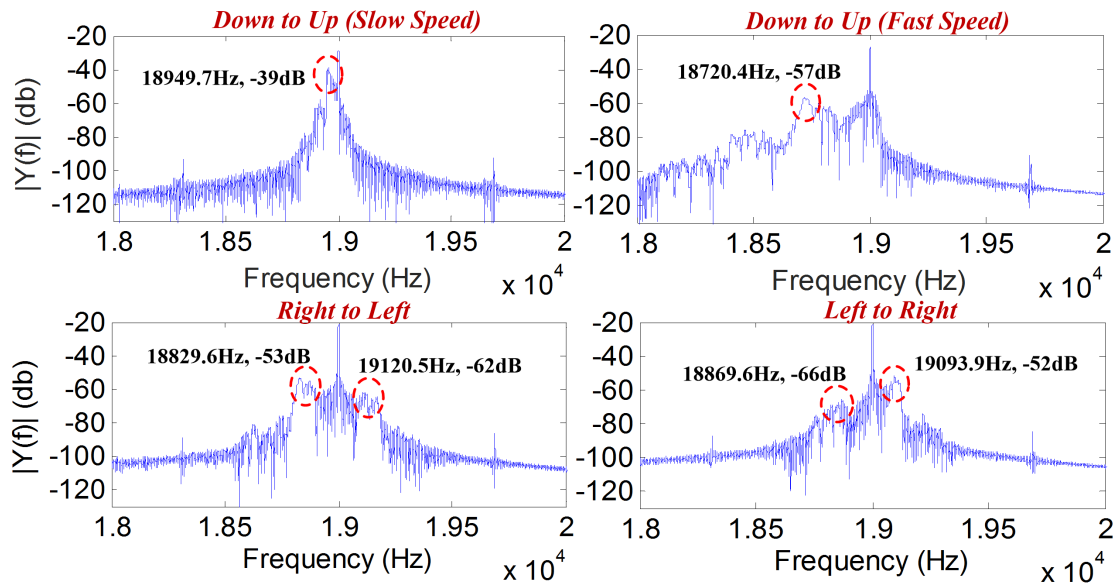 Down to Up (Slow Speed)
-20
-40
-60
-80
-100
-120
|Y(f)| (db)
18949.7Hz, -39dB
1.8 1.85 1.9 1.95 2
Frequency (Hz)
x 10^4
Down to Up (Fast Speed)
-20
-40
-60
-80
-100
-120
18720.4Hz, -57dB
1.8 1.85 1.9 1.95 2
Frequency (Hz)
x 10^4
Right to Left
-20
-40
-60
-80
-100
-120
|Y(f)| (db)
18829.6Hz, -53dB
19120.5Hz, -62dB
1.8 1.85 1.9 1.95 2
Frequency (Hz)
x 10^4
Left to Right
-20
-40
-60
-80
-100
-120
18869.6Hz, -66dB
19093.9Hz, -52dB
1.8 1.85 1.9 1.95 2
Frequency (Hz)
x 10^4